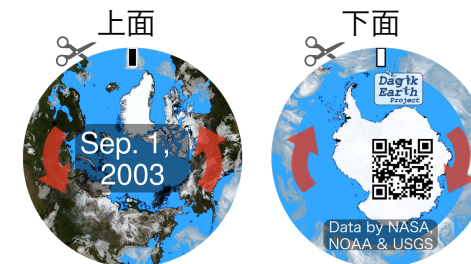 上面
下面
Sep. 1,
2003
Dagik
Earth
Project
Data by NASA,
NOAA & USGS